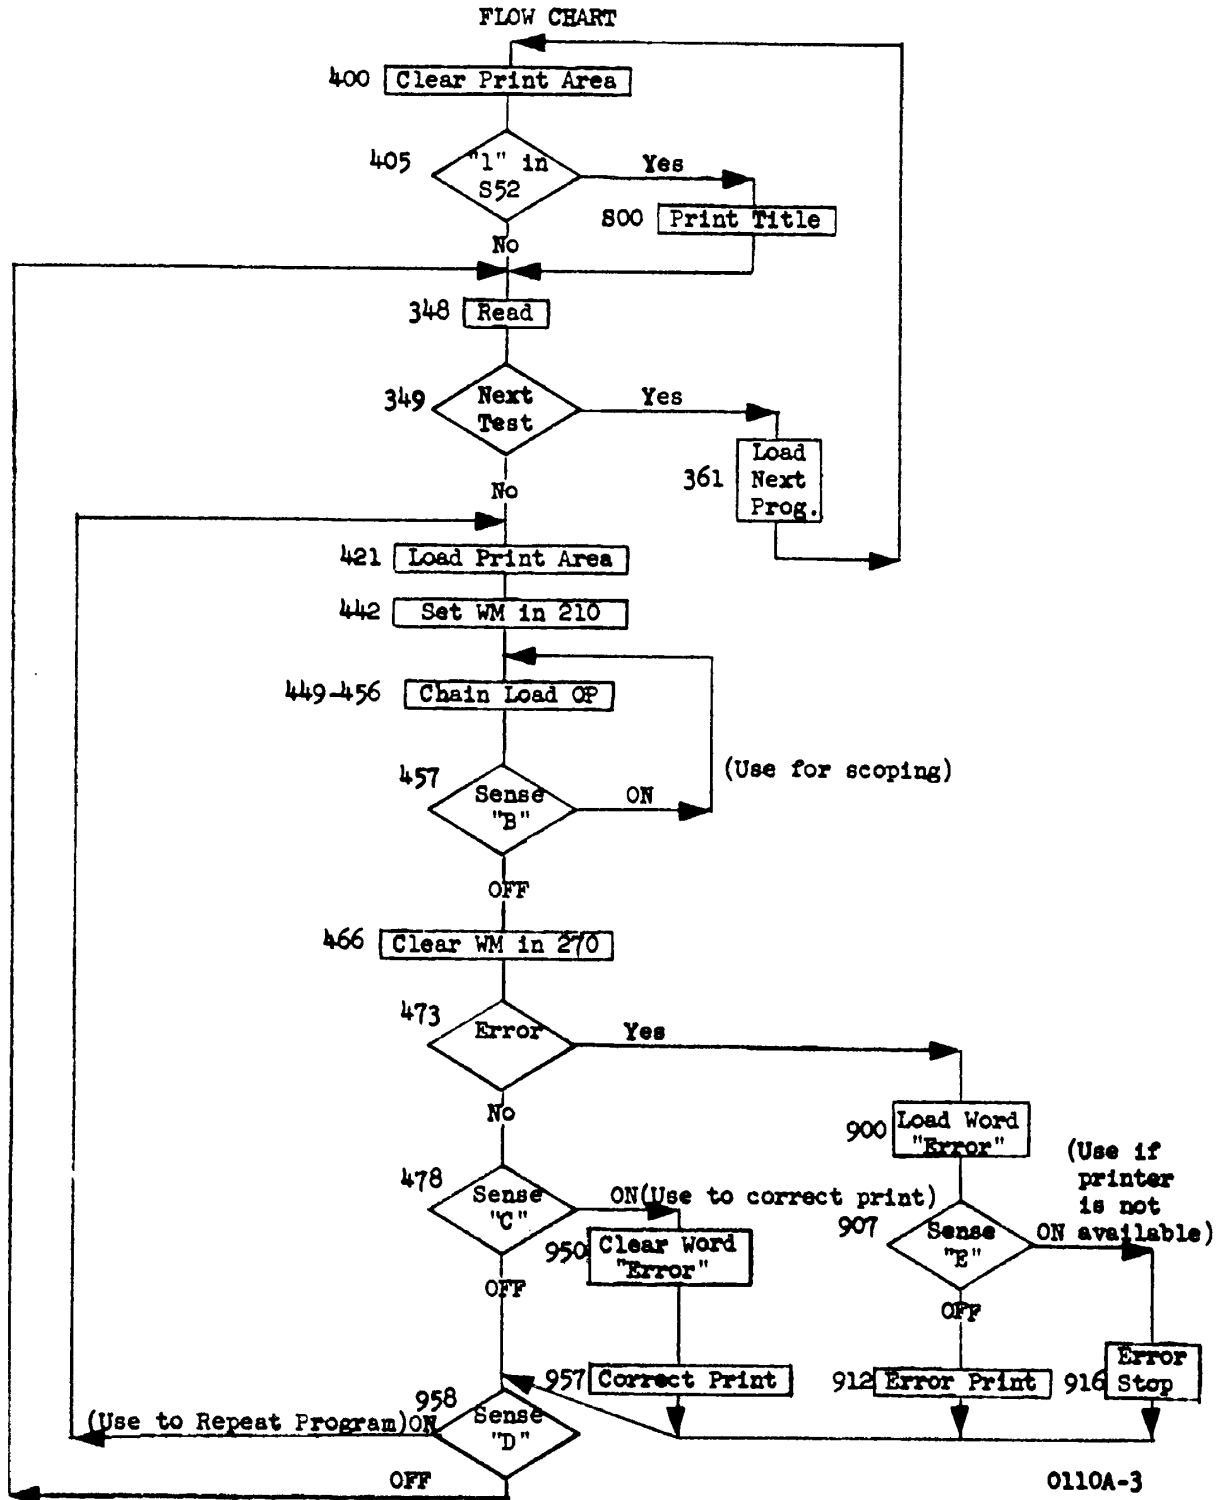 FLOW CHART
400 Clear Print Area
405 "1" in
S52
Yes
800 Print Title
No
348 Read
349 Next
Test
Yes
361 Load
Next
Prog.
No
421 Load Print Area
442 Set WM in 210
449-456 Chain Load OP
457 Sense
"B"
ON
(Use for scoping)
OFF
466 Clear WM in 270
473 Error
Yes
No
900 Load Word
"Error"
(Use if
printer
is not
available)
478 Sense
"C"
ON(Use to correct print)
950 Clear Word
"Error"
907 Sense
"E"
ON
OFF
OFF
957 Correct Print
912 Error Print
916 Error
Stop
958 Sense
"D"
(Use to Repeat Program)ON
OFF
0110A-3